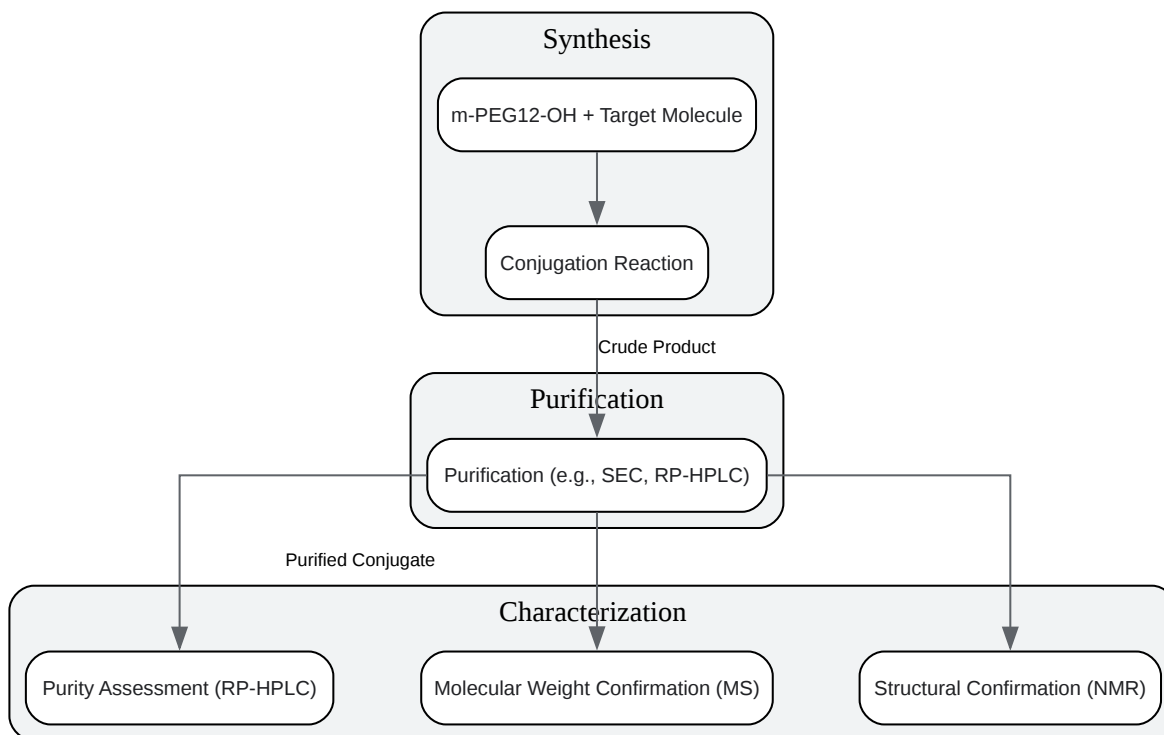 Synthesis
m-PEG12-OH + Target Molecule
Conjugation Reaction
Crude Product
Purification
Purification (e.g., SEC, RP-HPLC)
Purified Conjugate
Characterization
Purity Assessment (RP-HPLC)
Molecular Weight Confirmation (MS)
Structural Confirmation (NMR)